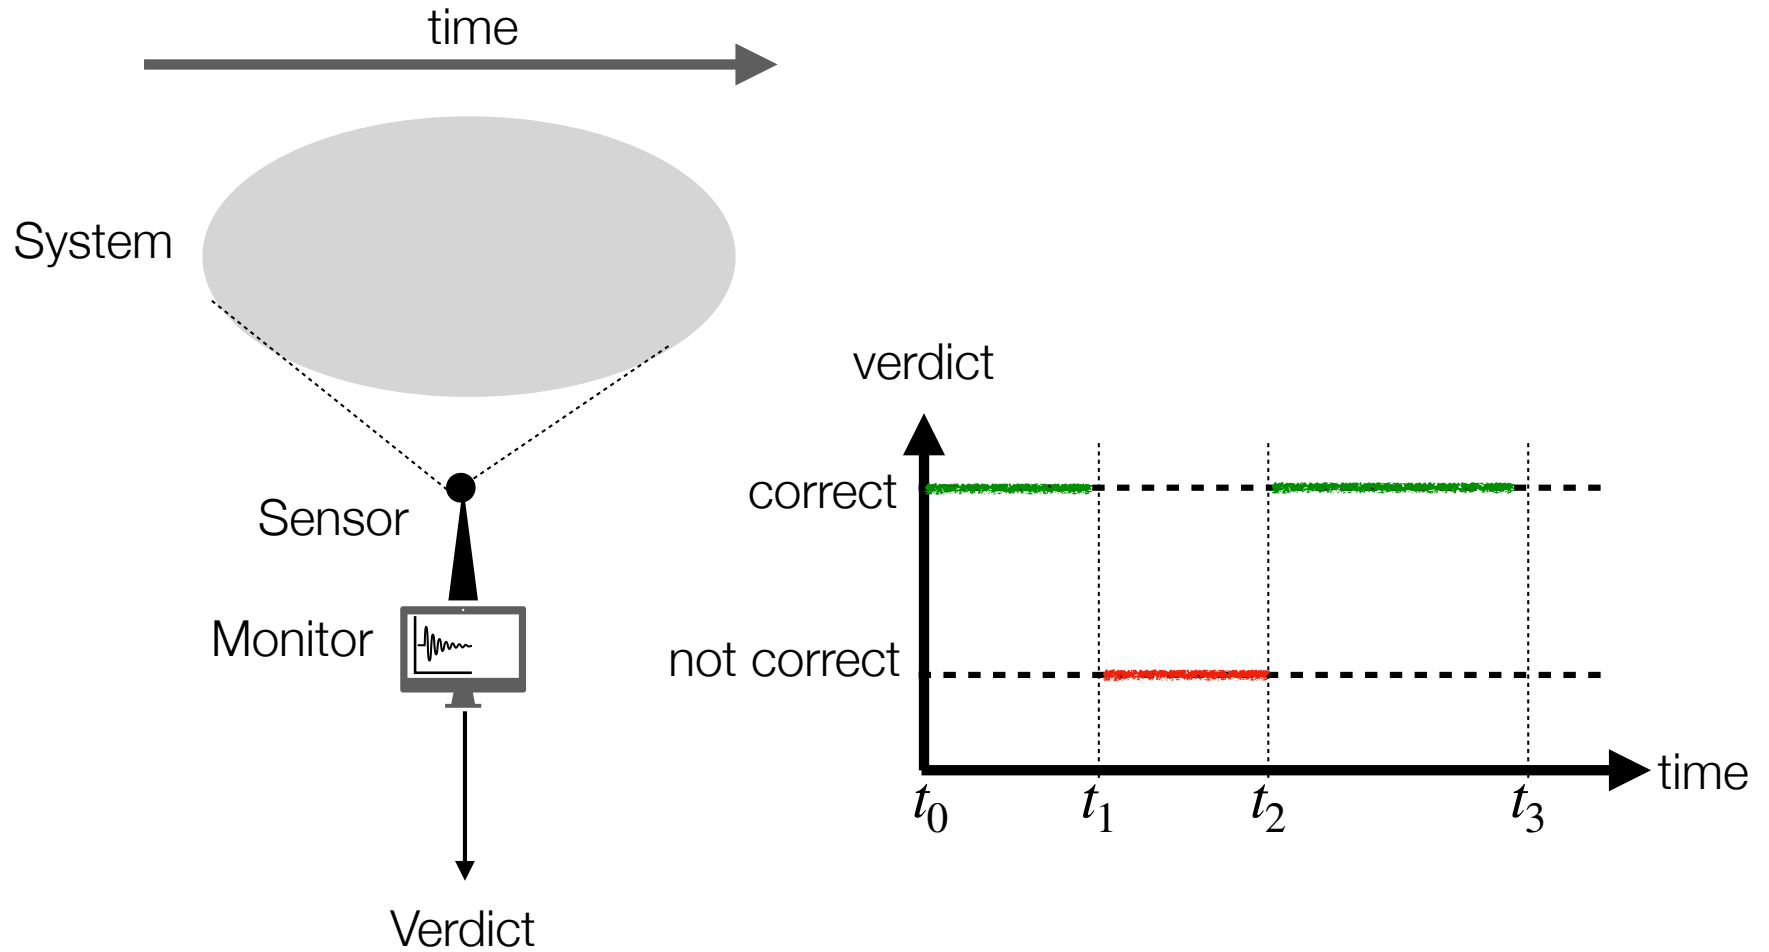 time
System
Sensor
Monitor
Verdict
verdict
correct
not correct
time
t0
t1
t2
t3